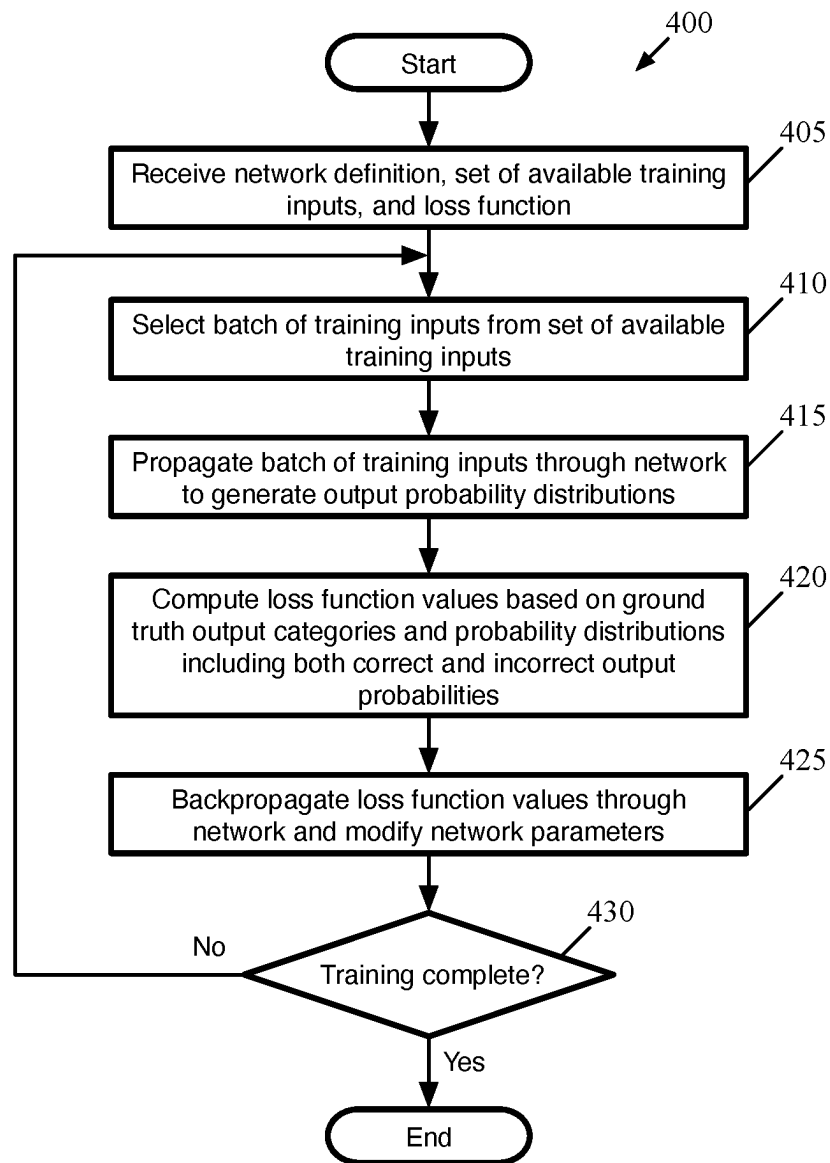 400
Start
405
Receive network definition, set of available training
inputs, and loss function
410
Select batch of training inputs from set of available
training inputs
415
Propagate batch of training inputs through network
to generate output probability distributions
420
Compute loss function values based on ground
truth output categories and probability distributions
including both correct and incorrect output
probabilities
425
Backpropagate loss function values through
network and modify network parameters
430
No
Training complete?
Yes
End